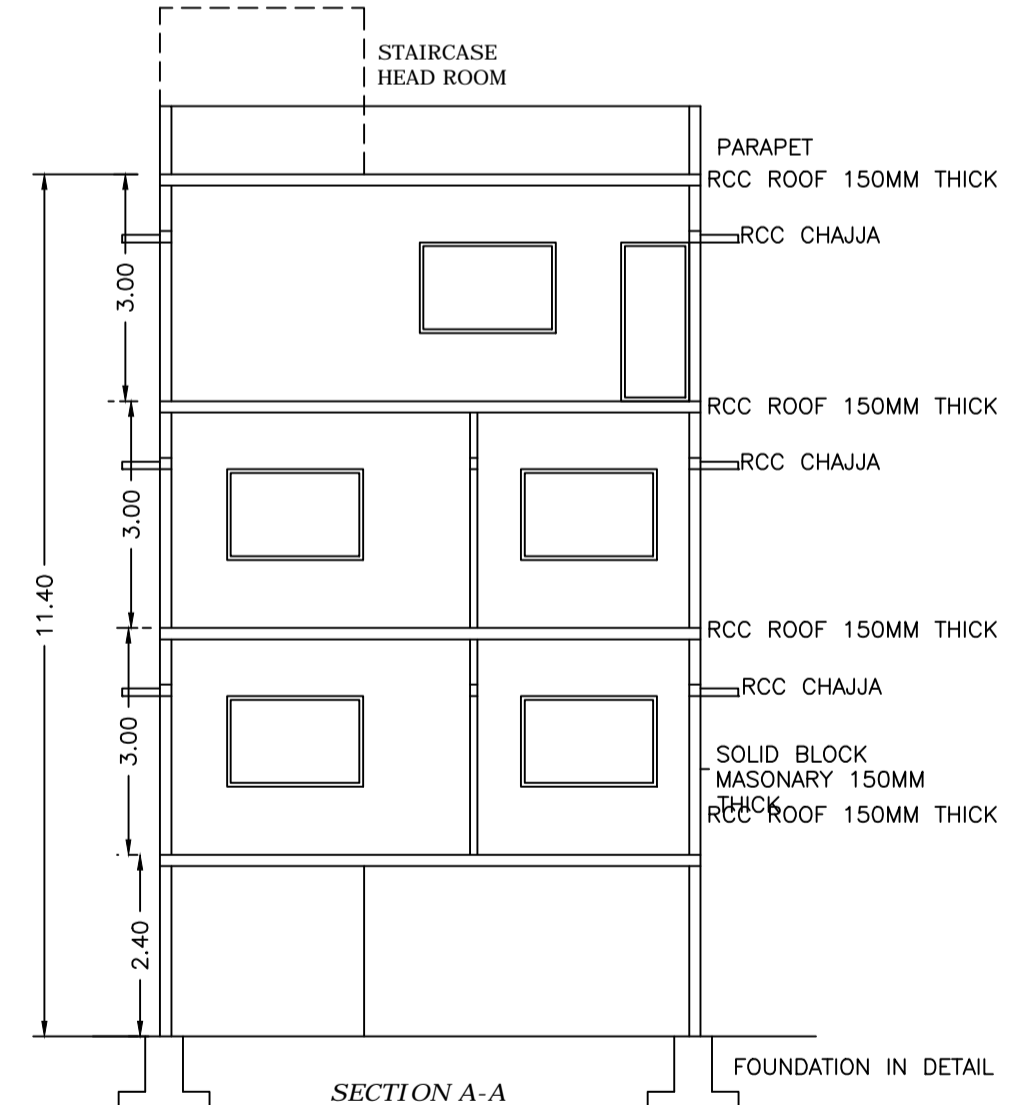 STAIRCASE
HEAD ROOM
PARAPET
RCC ROOF 150MM THICK
RCC CHAJJA
3.00
RCC ROOF 150MM THICK
RCC CHAJJA
3.00
11.40
RCC ROOF 150MM THICK
RCC CHAJJA
3.00
SOLID BLOCK
MASONARY 150MM
THICK
RCC ROOF 150MM THICK
2.40
FOUNDATION IN DETAIL
SECTION A-A